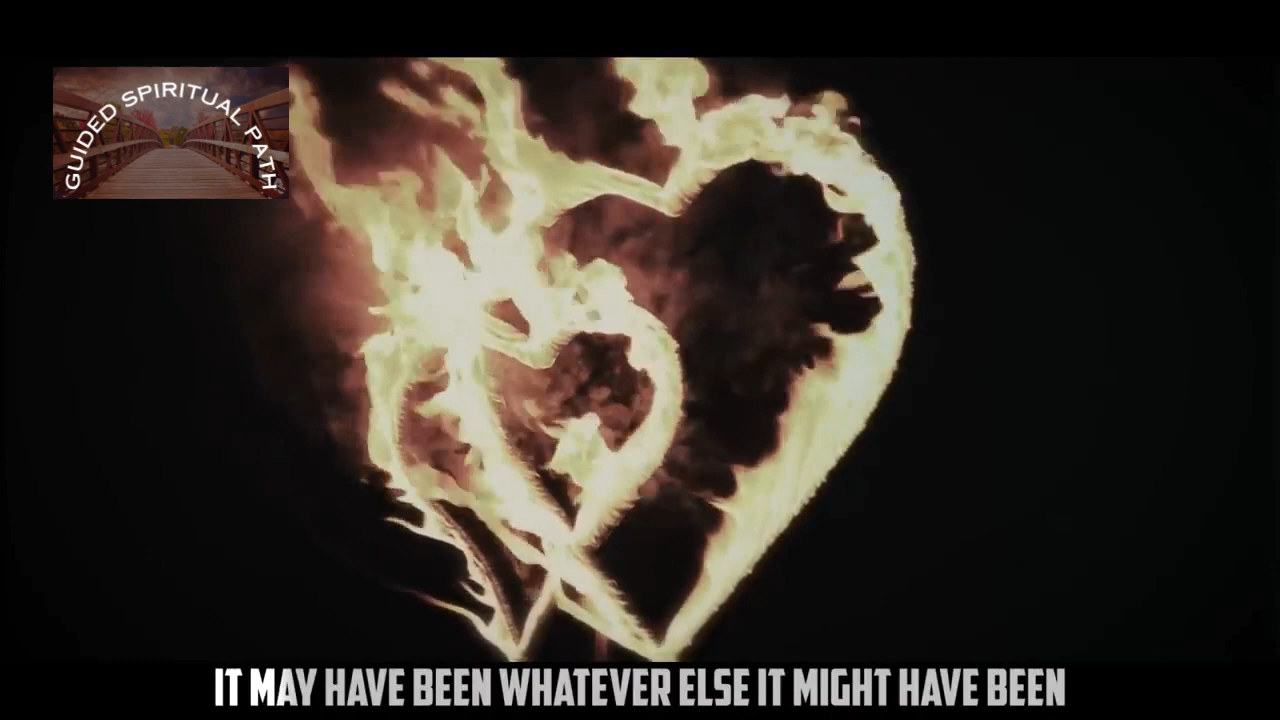 GUIDED SPIRITUAL PATH
IT MAY HAVE BEEN WHATEVER ELSE IT MIGHT HAVE BEEN